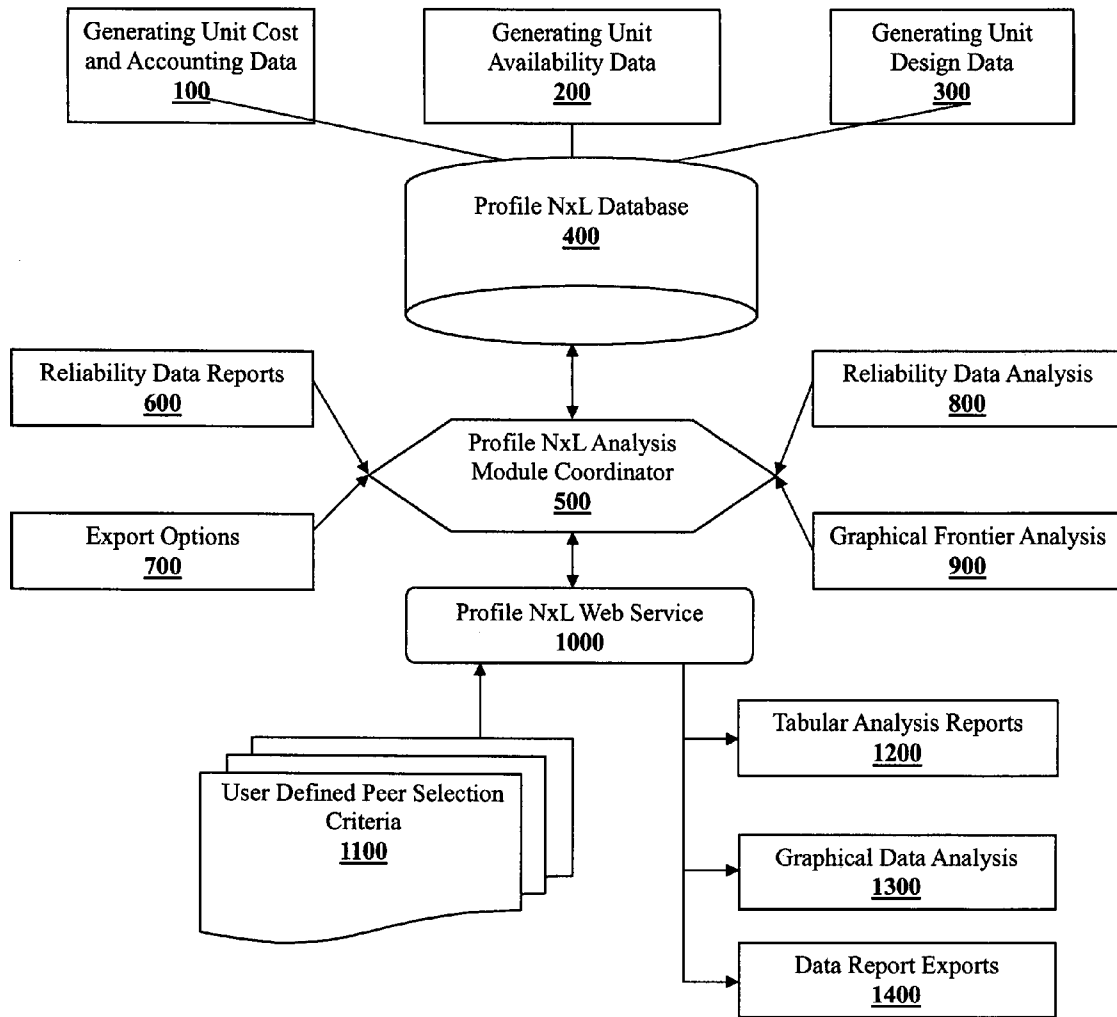 Generating Unit Cost
and Accounting Data
100
Generating Unit
Availability Data
200
Generating Unit
Design Data
300
Profile NxL Database
400
Reliability Data Reports
600
Reliability Data Analysis
800
Profile NxL Analysis
Module Coordinator
500
Export Options
700
Graphical Frontier Analysis
900
Profile NxL Web Service
1000
User Defined Peer Selection
Criteria
1100
Tabular Analysis Reports
1200
Graphical Data Analysis
1300
Data Report Exports
1400